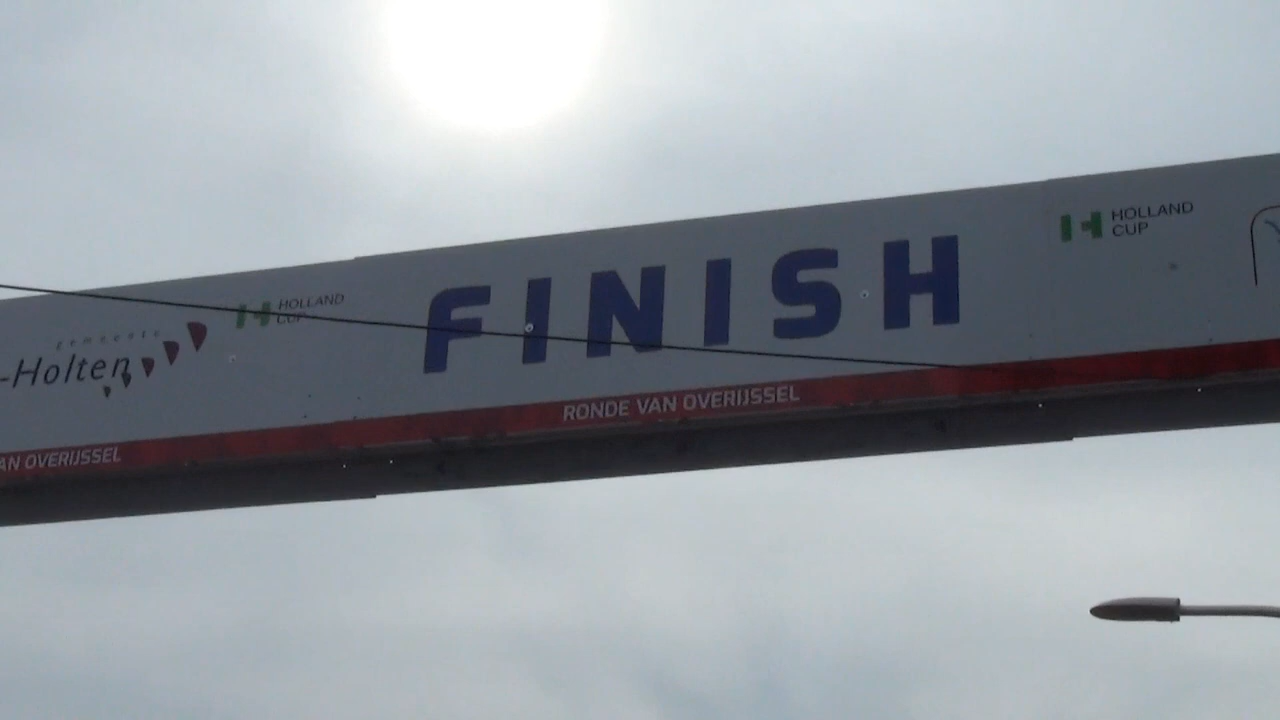 gemeente
-Holten
HOLLAND
CUP
FINISH
HOLLAND
CUP
AN OVERIJSSEL
RONDE VAN OVERIJSSEL